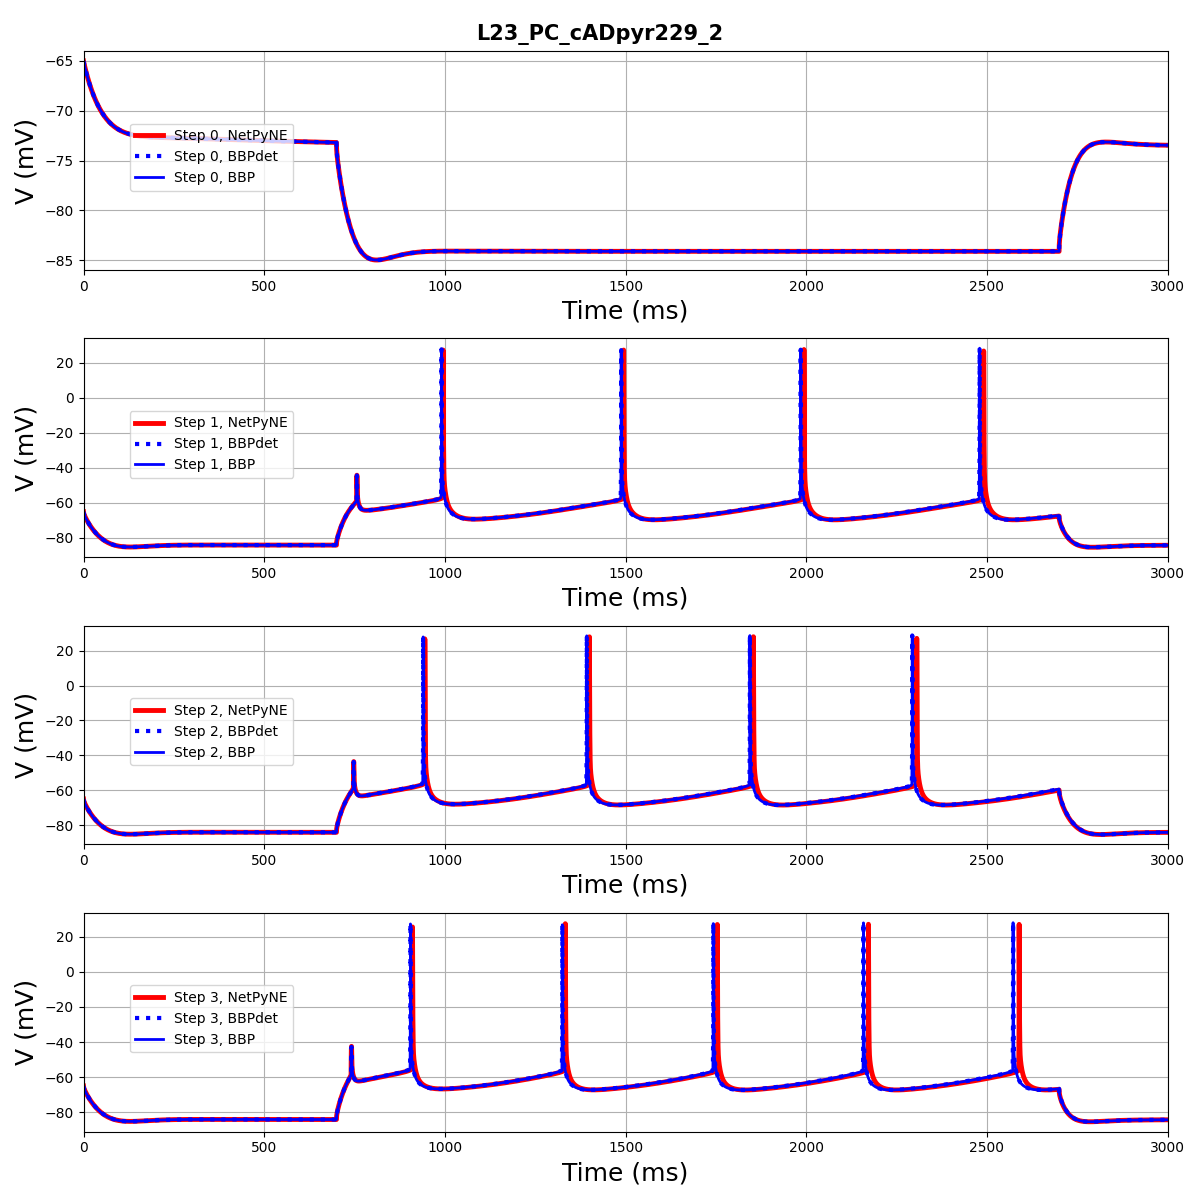 L23_PC_cADpyr229_2
−65
−70
−75
−80
−85
V (mV)
Step 0, NetPyNE
Step 0, BBPdet
Step 0, BBP
0 500 1000 1500 2000 2500 3000
Time (ms)
20
0
−20
−40
−60
−80
V (mV)
Step 1, NetPyNE
Step 1, BBPdet
Step 1, BBP
0 500 1000 1500 2000 2500 3000
Time (ms)
20
0
−20
−40
−60
−80
V (mV)
Step 2, NetPyNE
Step 2, BBPdet
Step 2, BBP
0 500 1000 1500 2000 2500 3000
Time (ms)
20
0
−20
−40
−60
−80
V (mV)
Step 3, NetPyNE
Step 3, BBPdet
Step 3, BBP
0 500 1000 1500 2000 2500 3000
Time (ms)